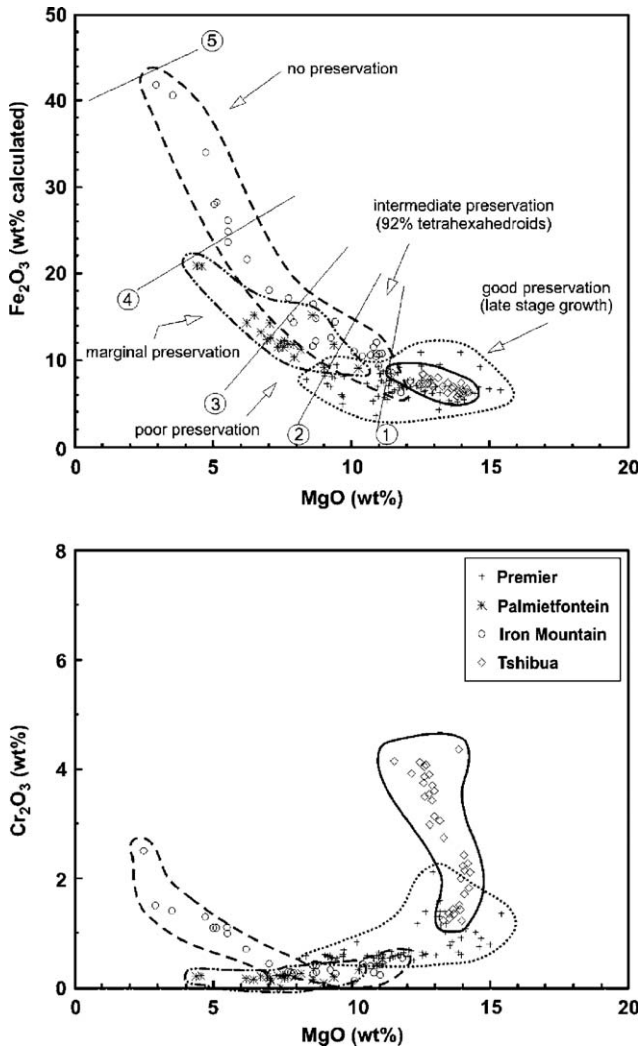 50
40
30
20
10
0
Fe₂O₃ (wt% calculated)
⑤
no preservation
intermediate preservation
(92% tetrahexahedroids)
good preservation
(late stage growth)
④
marginal preservation
③
poor preservation
②
①
0
5
10
15
20
MgO (wt%)
8
6
4
2
0
Cr₂O₃ (wt%)
+ Premier
Palmietfontein
Iron Mountain
Tshibua
0
5
10
15
20
MgO (wt%)